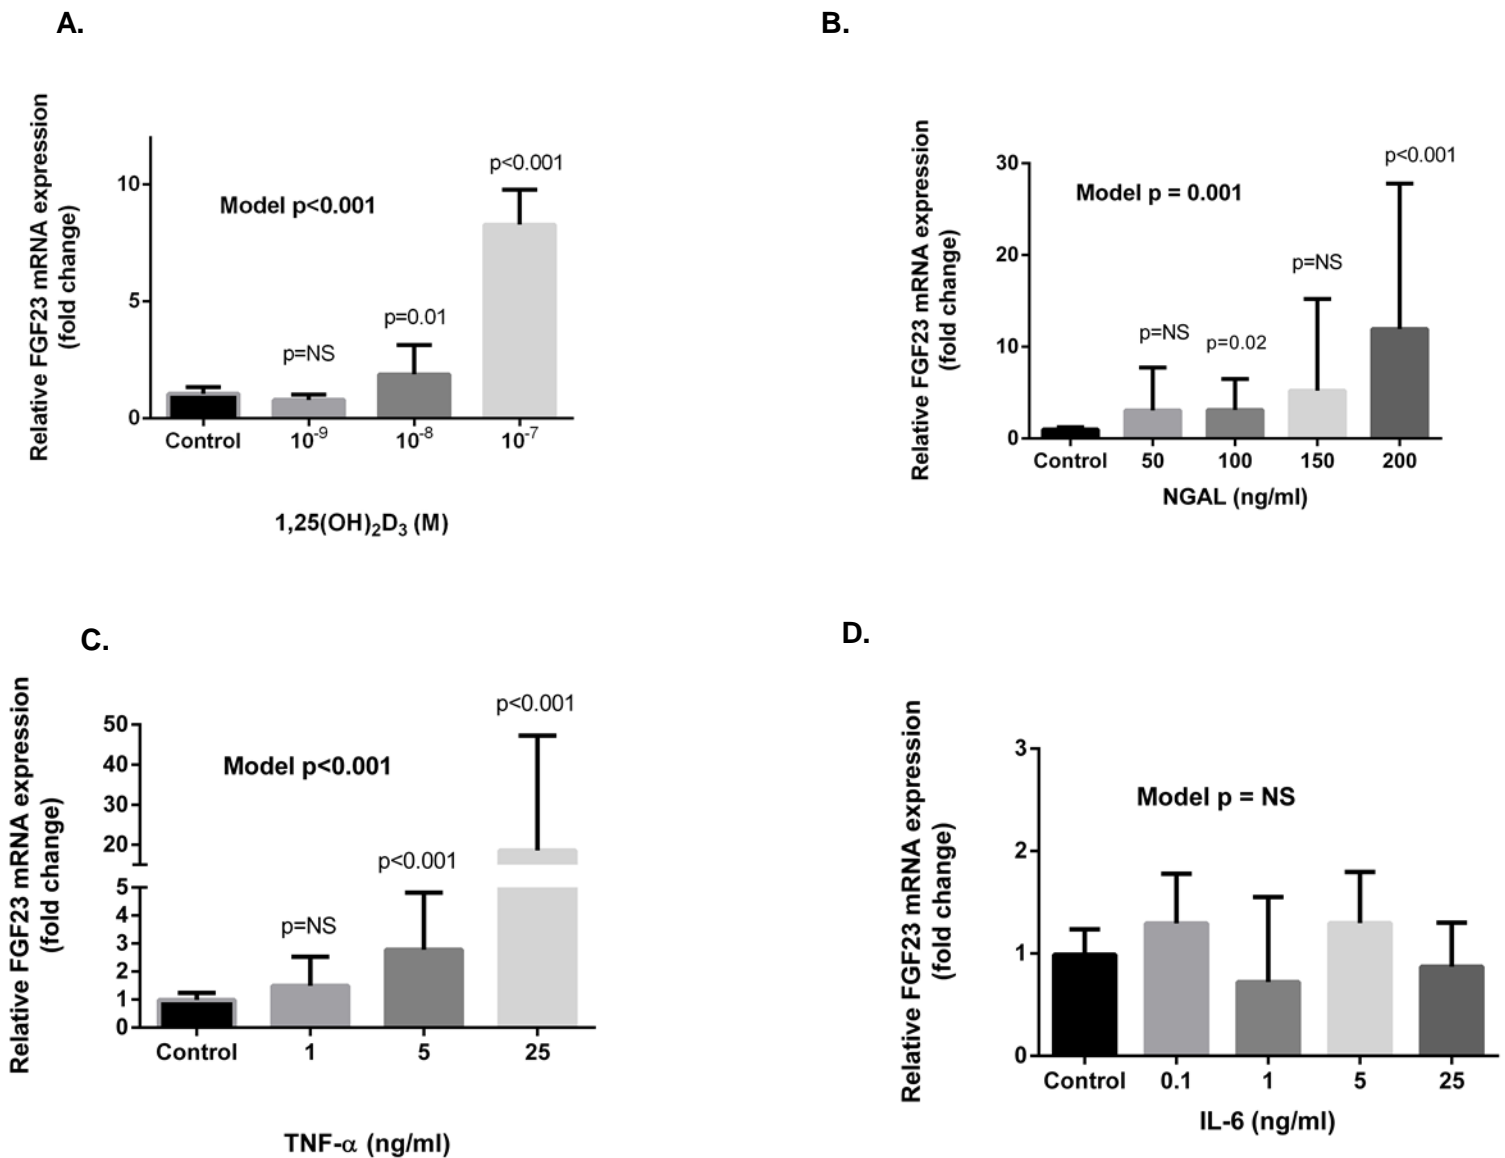 A.
Relative FGF23 mRNA expression
(fold change)
10
5
0
Model p<0.001
p=NS
p=0.01
p<0.001
Control
10⁻⁹
10⁻⁸
10⁻⁷
1,25(OH)₂D₃ (M)
B.
Relative FGF23 mRNA expression
(fold change)
30
20
10
0
Model p = 0.001
p=NS
p=0.02
p=NS
p<0.001
Control
50
100
150
200
NGAL (ng/ml)
C.
Relative FGF23 mRNA expression
(fold change)
50
40
30
20
5
4
3
2
1
0
Model p<0.001
p=NS
p<0.001
p<0.001
Control
1
5
25
TNF-α (ng/ml)
D.
Relative FGF23 mRNA expression
(fold change)
3
2
1
0
Model p = NS
Control
0.1
1
5
25
IL-6 (ng/ml)